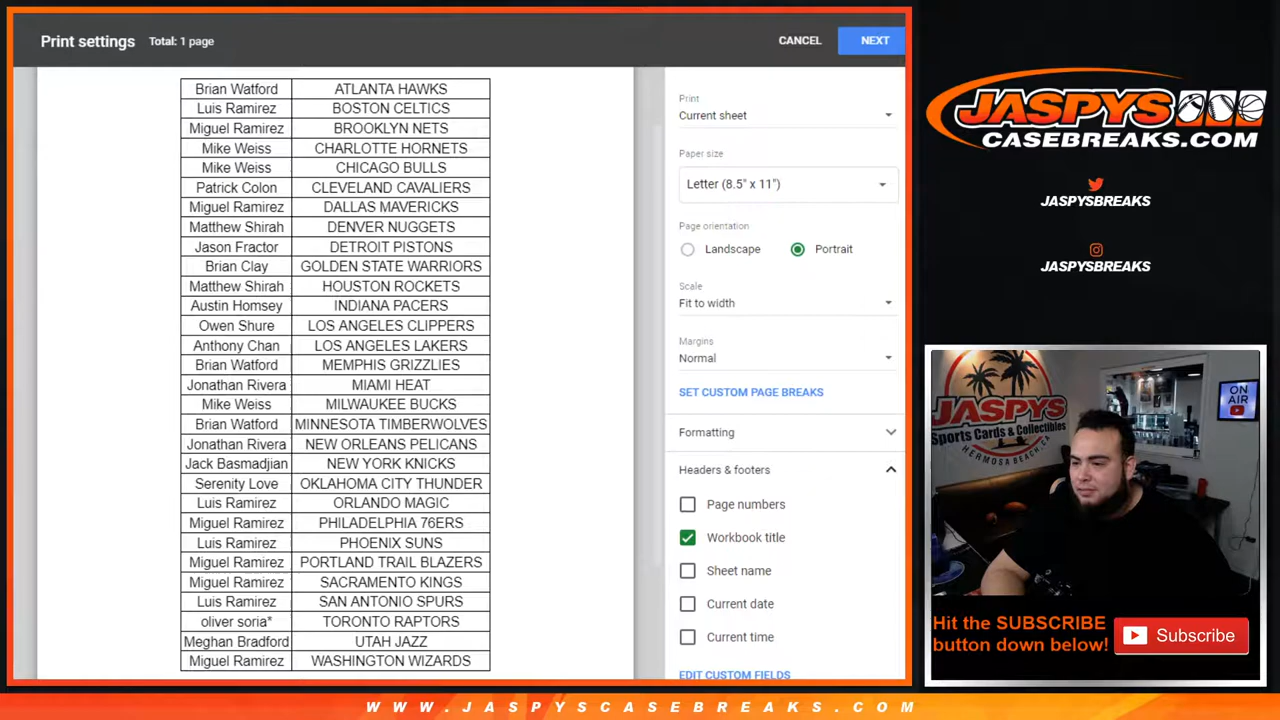 Print settings Total: 1 page CANCEL NEXT
Brian Watford ATLANTA HAWKS
Luis Ramirez BOSTON CELTICS
Miguel Ramirez BROOKLYN NETS
Mike Weiss CHARLOTTE HORNETS
Mike Weiss CHICAGO BULLS
Patrick Colon CLEVELAND CAVALIERS
Miguel Ramirez DALLAS MAVERICKS
Matthew Shirah DENVER NUGGETS
Jason Fractor DETROIT PISTONS
Brian Clay GOLDEN STATE WARRIORS
Matthew Shirah HOUSTON ROCKETS
Austin Homsey INDIANA PACERS
Owen Shure LOS ANGELES CLIPPERS
Anthony Chan LOS ANGELES LAKERS
Brian Watford MEMPHIS GRIZZLIES
Jonathan Rivera MIAMI HEAT
Mike Weiss MILWAUKEE BUCKS
Brian Watford MINNESOTA TIMBERWOLVES
Jonathan Rivera NEW ORLEANS PELICANS
Jack Basmadjian NEW YORK KNICKS
Serenity Love OKLAHOMA CITY THUNDER
Luis Ramirez ORLANDO MAGIC
Miguel Ramirez PHILADELPHIA 76ERS
Luis Ramirez PHOENIX SUNS
Miguel Ramirez PORTLAND TRAIL BLAZERS
Miguel Ramirez SACRAMENTO KINGS
Luis Ramirez SAN ANTONIO SPURS
oliver soria* TORONTO RAPTORS
Meghan Bradford UTAH JAZZ
Miguel Ramirez WASHINGTON WIZARDS
Print
Current sheet
Paper size
Letter (8.5" x 11")
Page orientation
Landscape Portrait
Scale
Fit to width
Margins
Normal
SET CUSTOM PAGE BREAKS
Formatting
Headers & footers
Page numbers
Workbook title
Sheet name
Current date
Current time
EDIT CUSTOM FIELDS
JASPYS
CASEBREAKS.COM
JASPYSBREAKS
JASPYSBREAKS
JASPYS
Sports Cards & Collectibles
HERMOSA BEACH, CA
ON
AIR
Hit the SUBSCRIBE
button down below!
Subscribe
WWW.JASPYSCASEBREAKS.COM